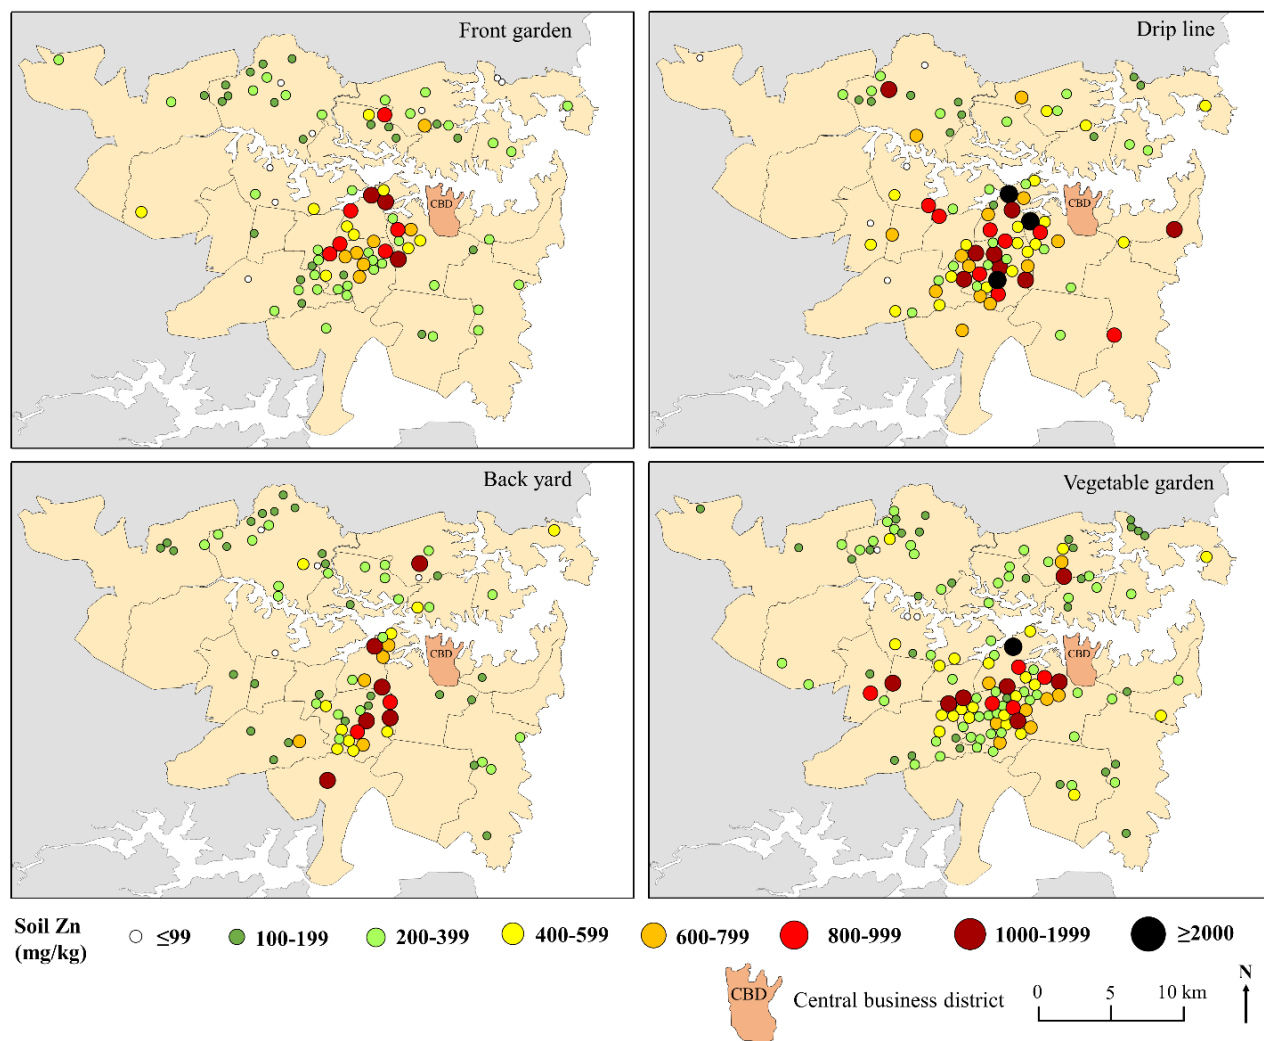 Front garden
Drip line
CBD
CBD
Back yard
Vegetable garden
CBD
CBD
Soil Zn
(mg/kg)
≤99
100-199
200-399
400-599
600-799
800-999
1000-1999
≥2000
CBD
Central business district
0 5 10 km
N